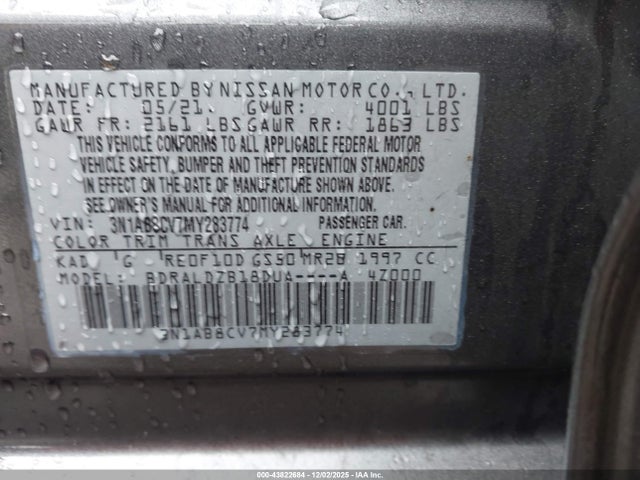 MANUFACTURED BY NISSAN MOTOR CO., LTD.
DATE: 05/21 GVWR: 4001 LBS
GAWR FR: 2161 LBS GAWR RR: 1863 LBS
THIS VEHICLE CONFORMS TO ALL APPLICABLE FEDERAL MOTOR
VEHICLE SAFETY, BUMPER AND THEFT PREVENTION STANDARDS
IN EFFECT ON THE DATE OF MANUFACTURE SHOWN ABOVE.
SEE OWNER'S MANUAL FOR ADDITIONAL INFORMATION.
VIN: 3N1AB8CV7MY283774 PASSENGER CAR.
COLOR TRIM TRANS AXLE ENGINE
KAD G RE0F10D GS50 MR20 1997 CC
MODEL: BDRALDZB18DUA----A 4Z000
3N1AB8CV7MY283774
000-43822684 | 12/02/2025 - IAA, Inc.